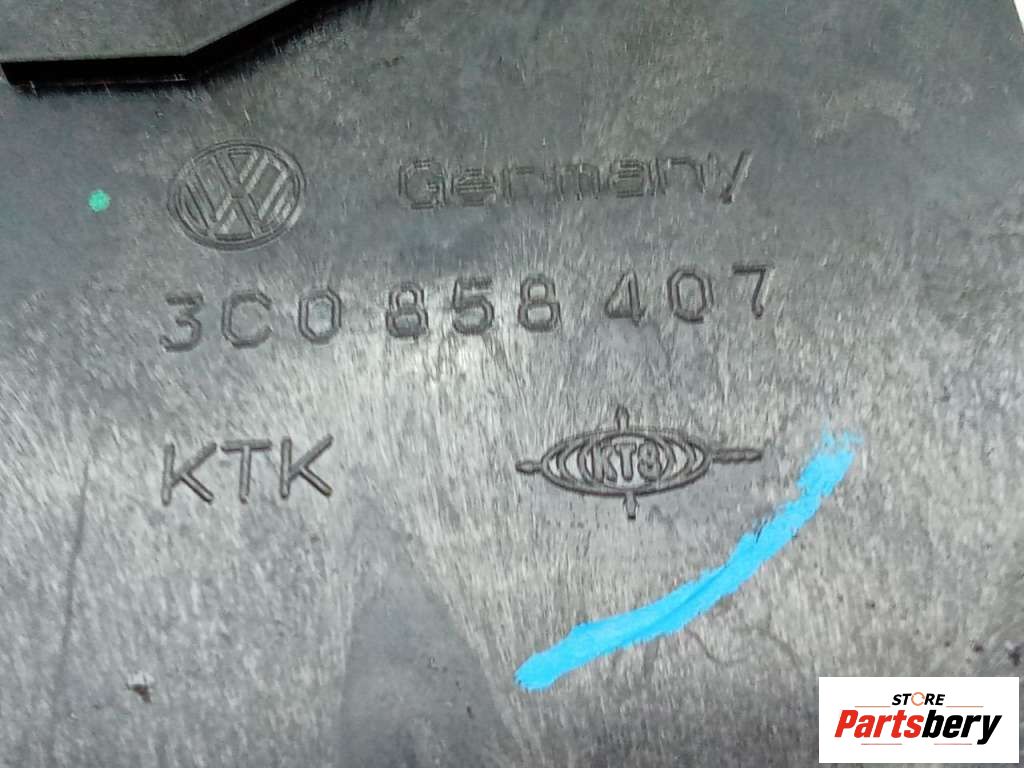 VW Germany
3C0 858 407
KTK KTS
STORE
Partsbery